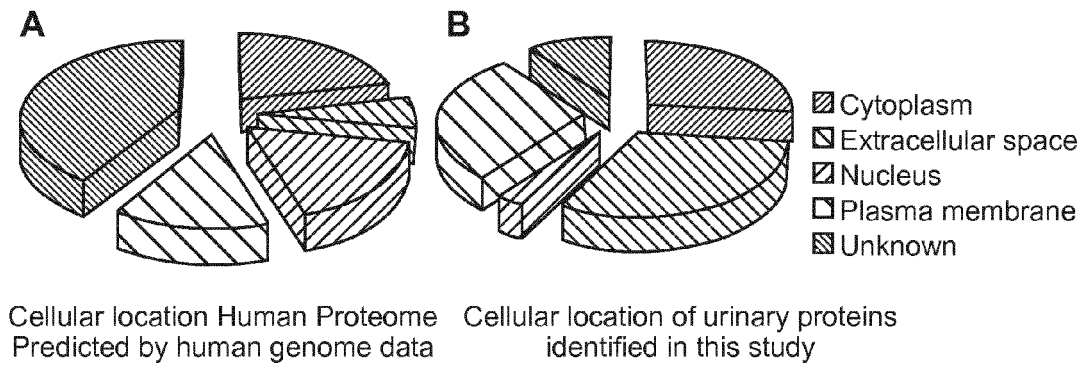 A
B
Cytoplasm
Extracellular space
Nucleus
Plasma membrane
Unknown
Cellular location Human Proteome
Predicted by human genome data
Cellular location of urinary proteins
identified in this study